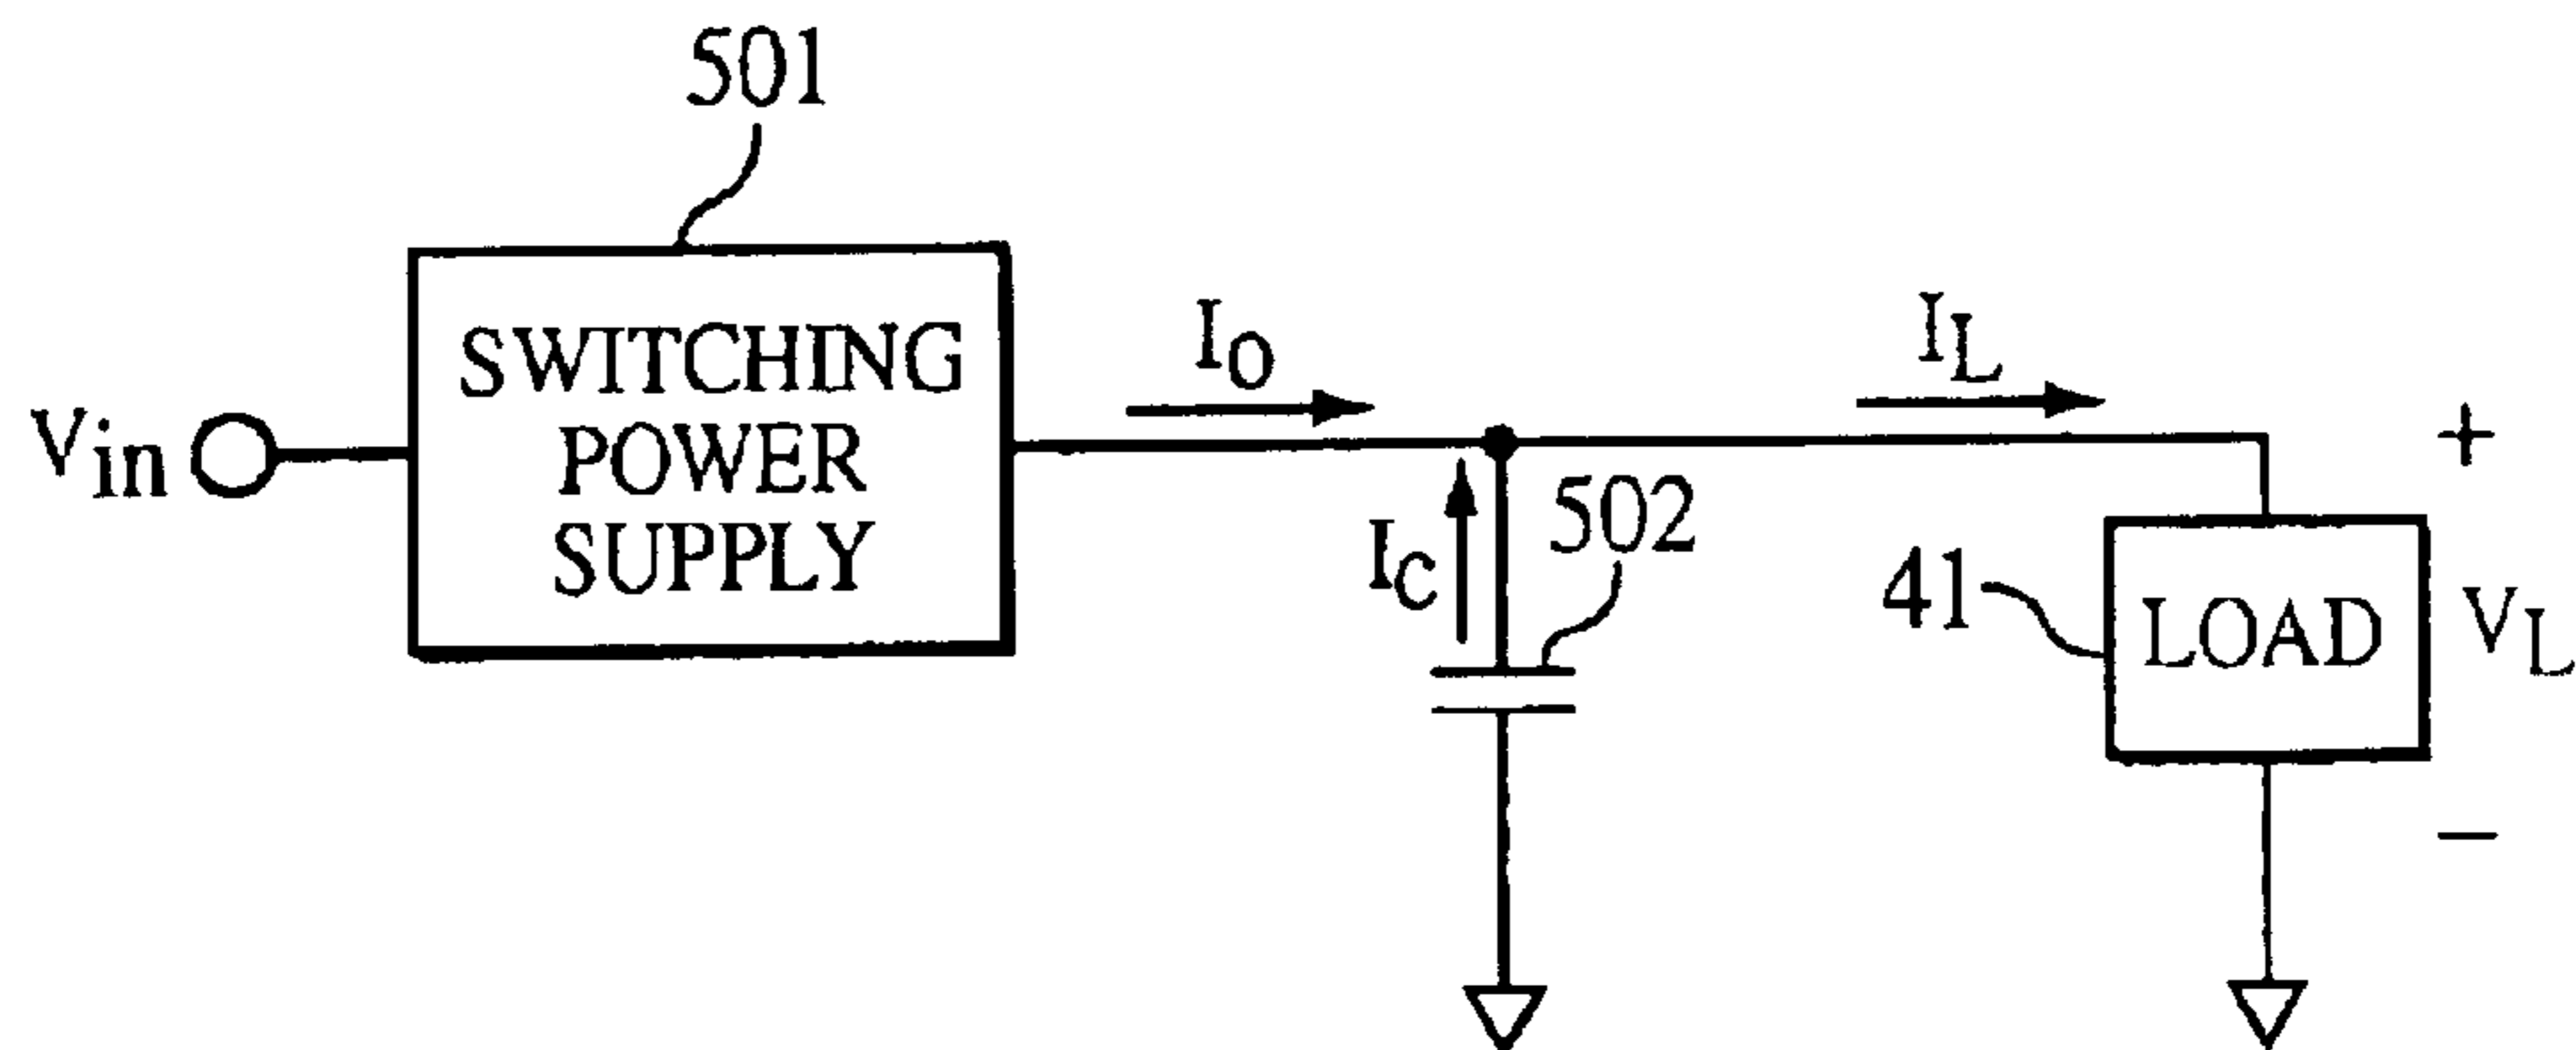 501
Vin
SWITCHING
POWER
SUPPLY
IO
IL
IC
502
41
LOAD
+
VL
−